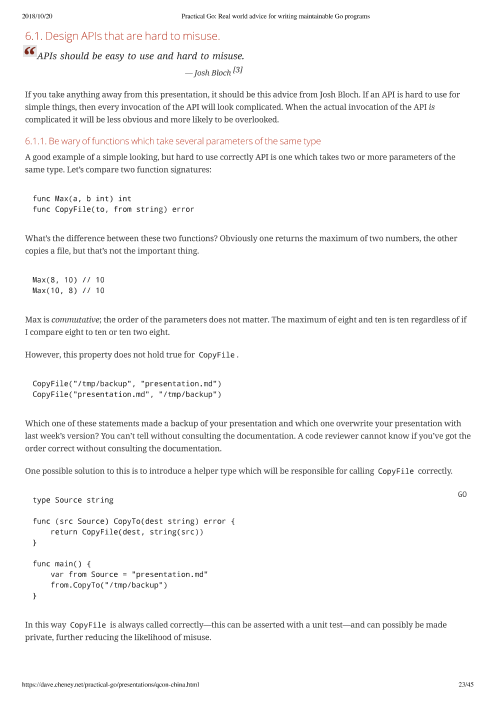 2018/10/20 Practical Go: Real world advice for writing maintainable Go programs
6.1. Design APIs that are hard to misuse.
“ APIs should be easy to use and hard to misuse.
— Josh Bloch [3]
If you take anything away from this presentation, it should be this advice from Josh Bloch. If an API is hard to use for
simple things, then every invocation of the API will look complicated. When the actual invocation of the API is
complicated it will be less obvious and more likely to be overlooked.
6.1.1. Be wary of functions which take several parameters of the same type
A good example of a simple looking, but hard to use correctly API is one which takes two or more parameters of the
same type. Let’s compare two function signatures:
func Max(a, b int) int
func CopyFile(to, from string) error
What’s the difference between these two functions? Obviously one returns the maximum of two numbers, the other
copies a file, but that’s not the important thing.
Max(8, 10) // 10
Max(10, 8) // 10
Max is commutative; the order of the parameters does not matter. The maximum of eight and ten is ten regardless of if
I compare eight to ten or ten two eight.
However, this property does not hold true for CopyFile.
CopyFile("/tmp/backup", "presentation.md")
CopyFile("presentation.md", "/tmp/backup")
Which one of these statements made a backup of your presentation and which one overwrite your presentation with
last week’s version? You can’t tell without consulting the documentation. A code reviewer cannot know if you’ve got the
order correct without consulting the documentation.
One possible solution to this is to introduce a helper type which will be responsible for calling CopyFile correctly.
GO
type Source string
func (src Source) CopyTo(dest string) error {
    return CopyFile(dest, string(src))
}
func main() {
    var from Source = "presentation.md"
    from.CopyTo("/tmp/backup")
}
In this way CopyFile is always called correctly—this can be asserted with a unit test—and can possibly be made
private, further reducing the likelihood of misuse.
https://dave.cheney.net/practical-go/presentations/qcon-china.html 23/45